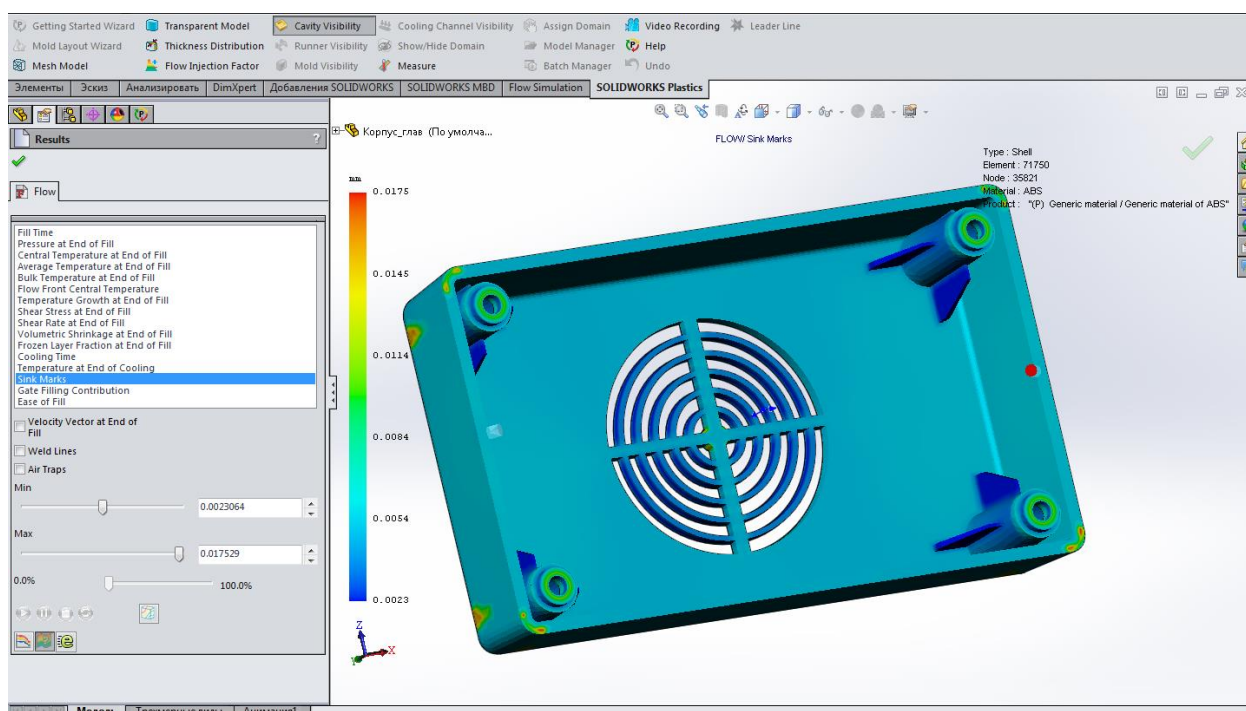 Getting Started Wizard Transparent Model Cavity Visibility Cooling Channel Visibility Assign Domain Video Recording Leader Line
Mold Layout Wizard Thickness Distribution Runner Visibility Show/Hide Domain Model Manager Help
Mesh Model Flow Injection Factor Mold Visibility Measure Batch Manager Undo
Элементы Эскиз Анализировать DimXpert Добавления SOLIDWORKS SOLIDWORKS MBD Flow Simulation SOLIDWORKS Plastics
Results ?
Flow
Fill Time
Pressure at End of Fill
Central Temperature at End of Fill
Average Temperature at End of Fill
Bulk Temperature at End of Fill
Flow Front Central Temperature
Temperature Growth at End of Fill
Shear Stress at End of Fill
Shear Rate at End of Fill
Volumetric Shrinkage at End of Fill
Frozen Layer Fraction at End of Fill
Cooling Time
Temperature at End of Cooling
Sink Marks
Gate Filling Contribution
Ease of Fill
Velocity Vector at End of
Fill
Weld Lines
Air Traps
Min
0.0023064
Max
0.017529
0.0% 100.0%
Корпус_глав (По умолча...
FLOW/ Sink Marks
Type : Shell
Element : 71750
Node : 35821
Material : ABS
Product : "(P) Generic material / Generic material of ABS"
mm
0.0175
0.0145
0.0114
0.0084
0.0054
0.0023
Z
X
Y